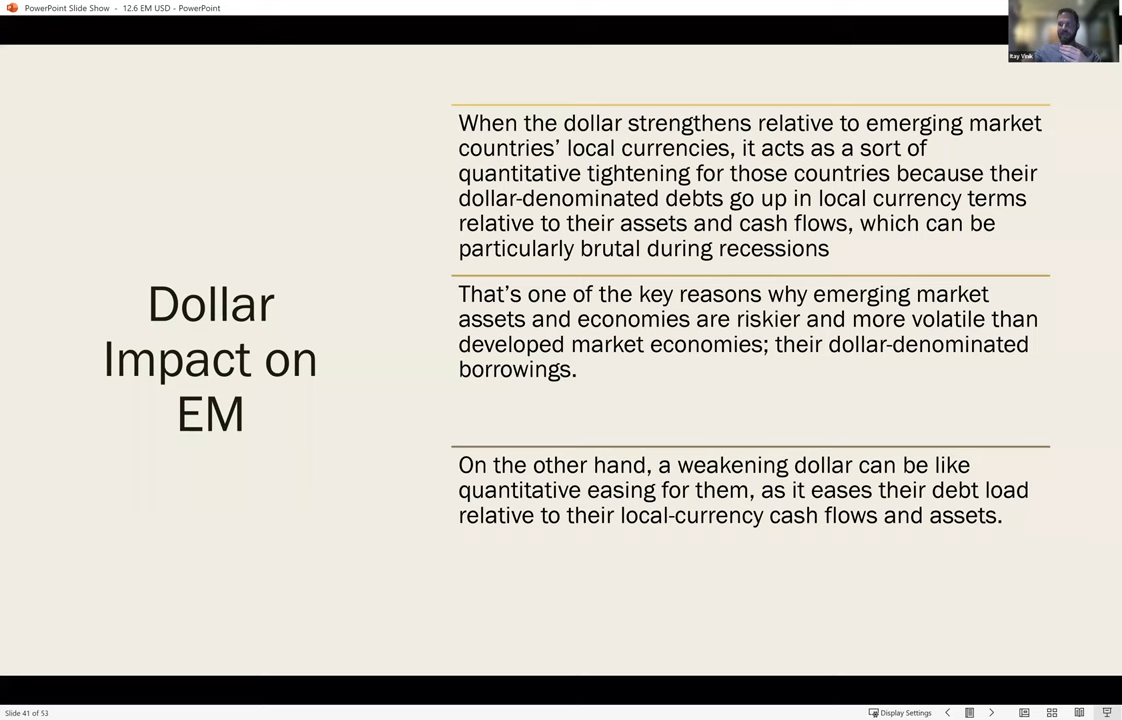 PowerPoint Slide Show - 12.6 EM USD - PowerPoint
Itay Vinik
When the dollar strengthens relative to emerging market
countries’ local currencies, it acts as a sort of
quantitative tightening for those countries because their
dollar-denominated debts go up in local currency terms
relative to their assets and cash flows, which can be
particularly brutal during recessions
Dollar
Impact on
EM
That’s one of the key reasons why emerging market
assets and economies are riskier and more volatile than
developed market economies; their dollar-denominated
borrowings.
On the other hand, a weakening dollar can be like
quantitative easing for them, as it eases their debt load
relative to their local-currency cash flows and assets.
Slide 41 of 53
Display Settings